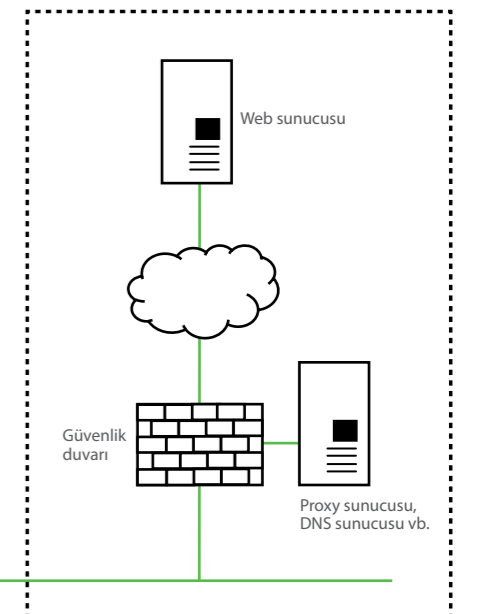 Web sunucusu
Güvenlik
duvarı
Proxy sunucusu,
DNS sunucusu vb.